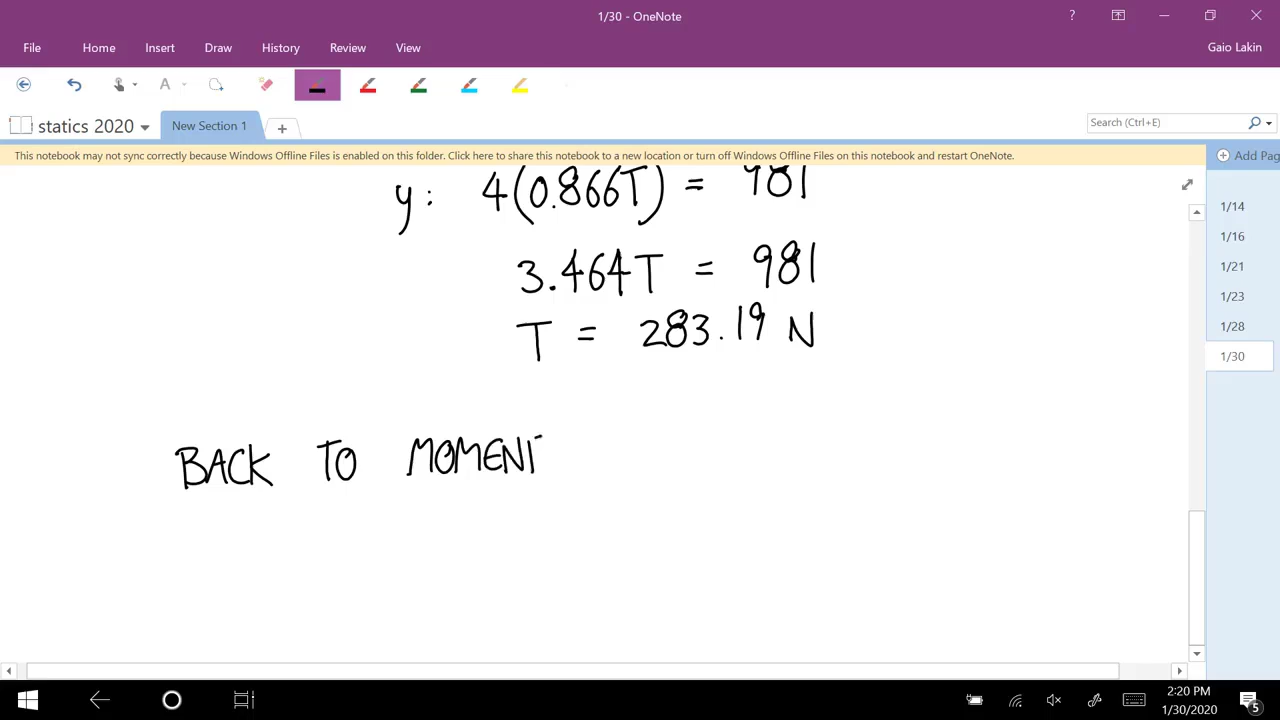 1/30 - OneNote
?
File Home Insert Draw History Review View
Gaio Lakin
A
statics 2020
New Section 1
+
Search (Ctrl+E)
This notebook may not sync correctly because Windows Offline Files is enabled on this folder. Click here to share this notebook to a new location or turn off Windows Offline Files on this notebook and restart OneNote.
Add Pag
1/14
1/16
1/21
1/23
1/28
1/30
y: 4(0.866T) = 981
3.464T = 981
T = 283.19 N
BACK TO MOMENT
2:20 PM
1/30/2020
5